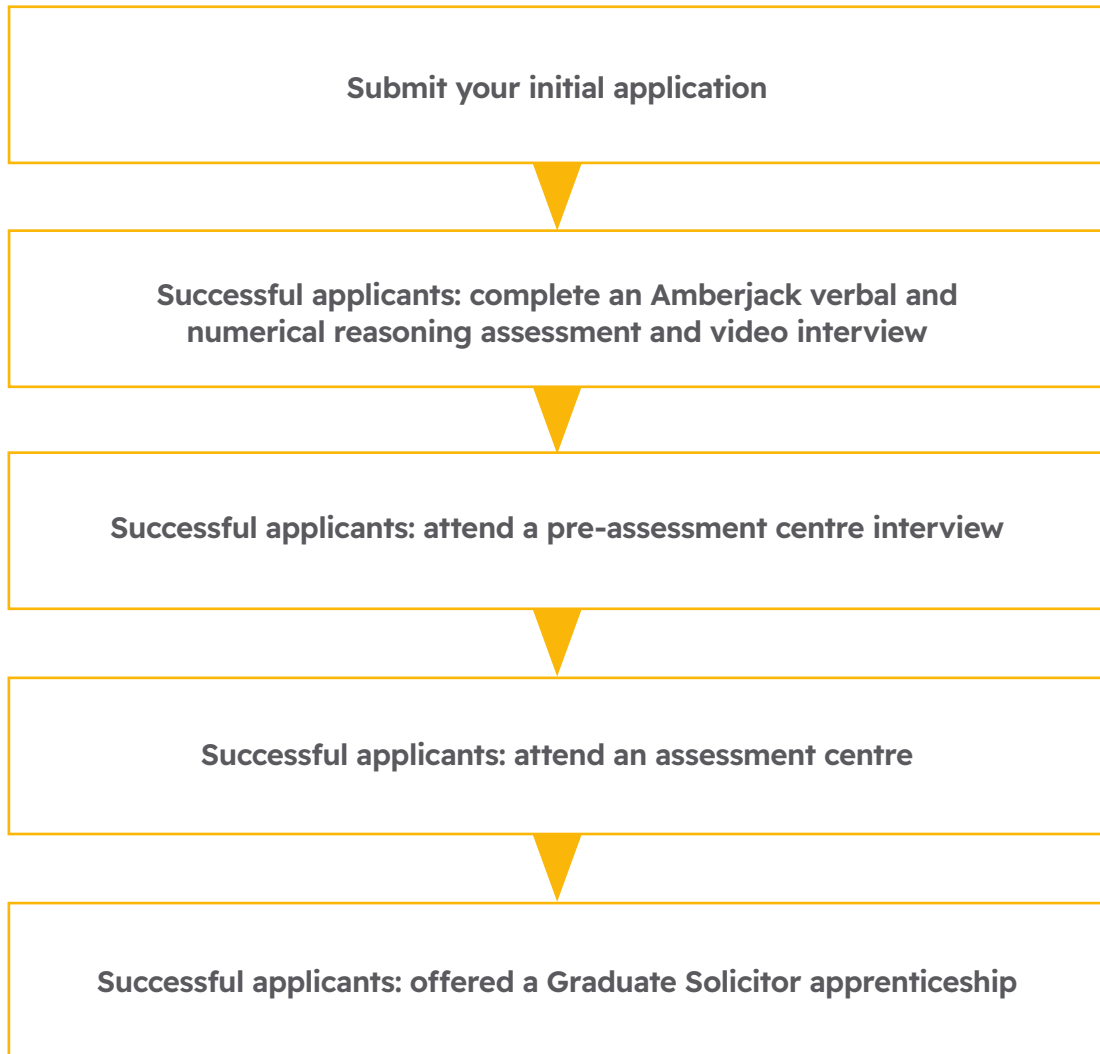 Submit your initial application
Successful applicants: complete an Amberjack verbal and
numerical reasoning assessment and video interview
Successful applicants: attend a pre-assessment centre interview
Successful applicants: attend an assessment centre
Successful applicants: offered a Graduate Solicitor apprenticeship